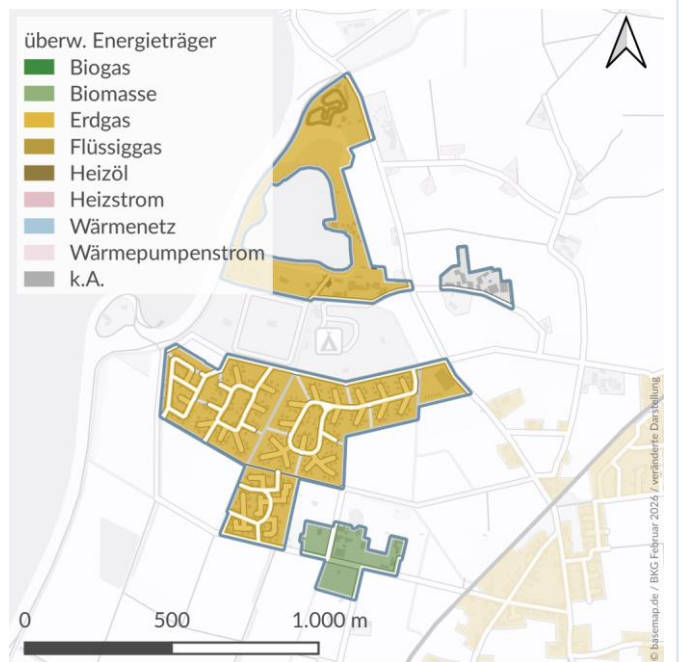 überw. Energieträger
Biogas
Biomasse
Erdgas
Flüssiggas
Heizöl
Heizstrom
Wärmenetz
Wärmepumpenstrom
k.A.
0 500 1.000 m
© basemap.de / BKG Februar 2026 / veränderte Darstellung